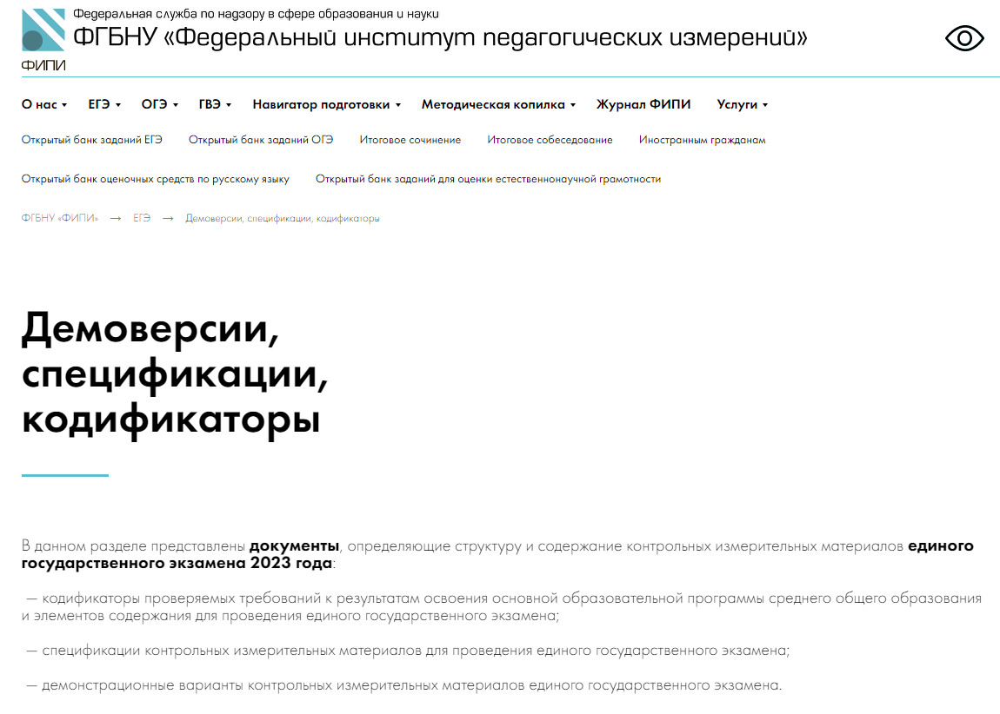 Федеральная служба по надзору в сфере образования и науки
ФГБНУ «Федеральный институт педагогических измерений»
ФИПИ
О нас ЕГЭ ОГЭ ГВЭ Навигатор подготовки Методическая копилка Журнал ФИПИ Услуги
Открытый банк заданий ЕГЭ Открытый банк заданий ОГЭ Итоговое сочинение Итоговое собеседование Иностранным гражданам
Открытый банк оценочных средств по русскому языку Открытый банк заданий для оценки естественнонаучной грамотности
ФГБНУ «ФИПИ» → ЕГЭ → Демоверсии, спецификации, кодификаторы
Демоверсии,
спецификации,
кодификаторы
В данном разделе представлены документы, определяющие структуру и содержание контрольных измерительных материалов единого
государственного экзамена 2023 года:
— кодификаторы проверяемых требований к результатам освоения основной образовательной программы среднего общего образования
и элементов содержания для проведения единого государственного экзамена;
— спецификации контрольных измерительных материалов для проведения единого государственного экзамена;
— демонстрационные варианты контрольных измерительных материалов единого государственного экзамена.